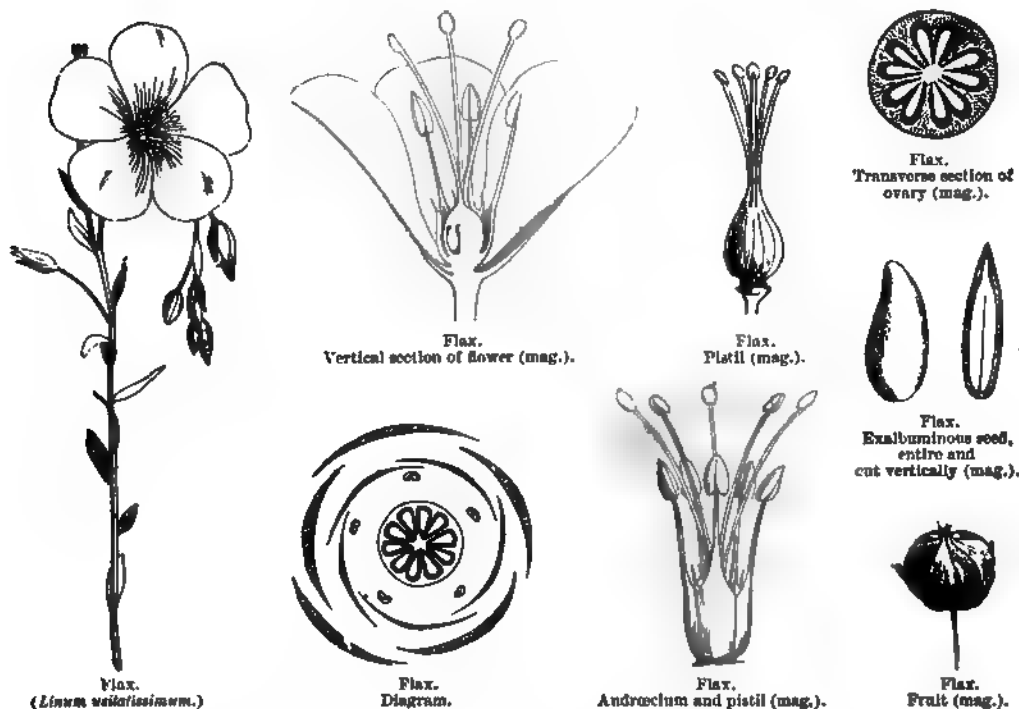 Flax.
Transverse section of
ovary (mag.).
Flax.
Vertical section of flower (mag.).
Flax.
Pistil (mag.).
Flax.
Exalbuminous seed,
entire and
cut vertically (mag.).
Flax.
(Linum usitatissimum.)
Flax.
Diagram.
Flax.
Andrœcium and pistil (mag.).
Flax.
Fruit (mag.).